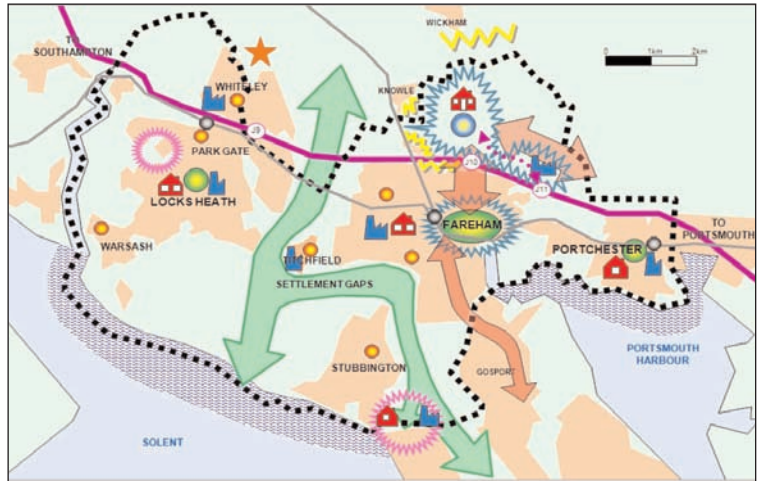 WICKHAM
TO
SOUTHAMPTON
0 1km 2km
WHITELEY
KNOWLE
J9
PARK GATE
J10
J11
LOCKS HEATH
FAREHAM
TO
PORTSMOUTH
WARSASH
PORTCHESTER
TITCHFIELD
SETTLEMENT GAPS
PORTSMOUTH
HARBOUR
STUBBINGTON
GOSPORT
SOLENT